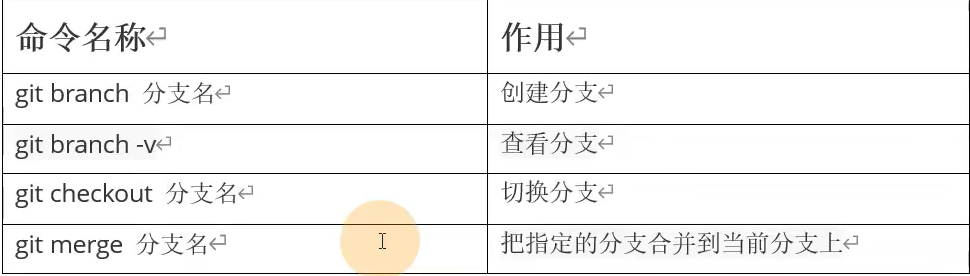 命令名称 作用
git branch 分支名 创建分支
git branch -v 查看分支
git checkout 分支名 切换分支
git merge 分支名 把指定的分支合并到当前分支上